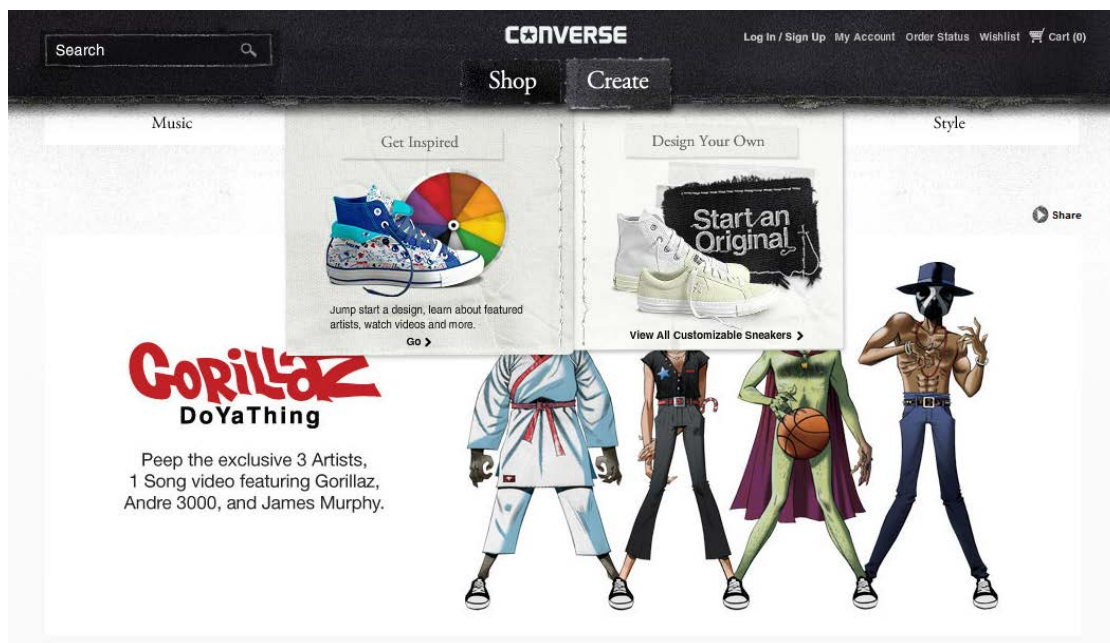 Search
CONVERSE
Log In / Sign Up My Account Order Status Wishlist Cart (0)
Shop
Create
Music
Get Inspired
Design Your Own
Style
Start an
Original
Share
Jump start a design, learn about featured
artists, watch videos and more.
Go
View All Customizable Sneakers
GORILLAZ
DoYaThing
Peep the exclusive 3 Artists,
1 Song video featuring Gorillaz,
Andre 3000, and James Murphy.